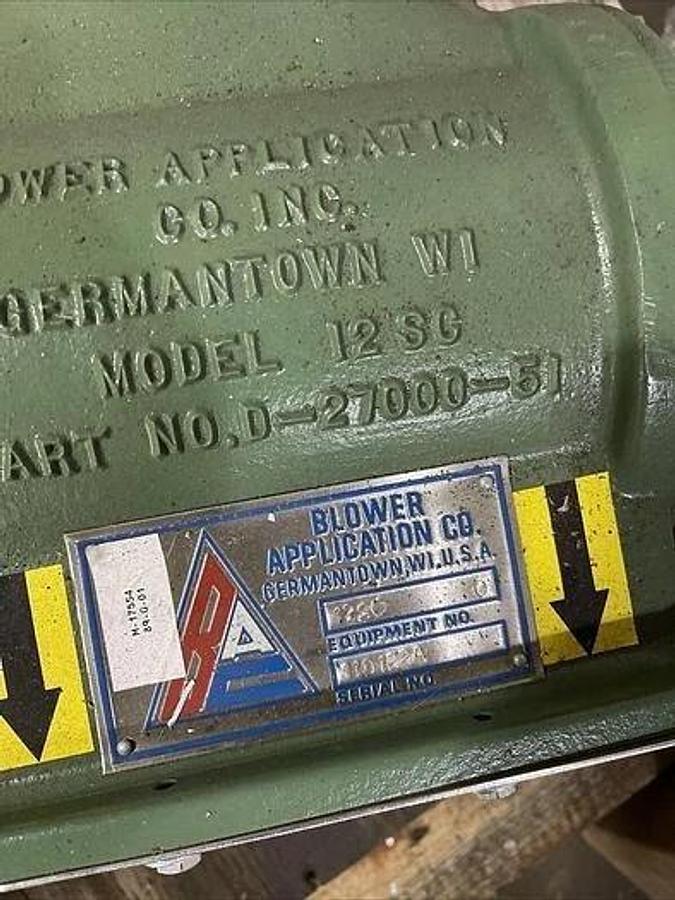 OWER APPLICATION
CO. INC.
GERMANTOWN WI
MODEL 12 SC
ART NO. D-27000-51
BLOWER
APPLICATION CO.
GERMANTOWN, WI, U.S.A.
EQUIPMENT NO.
SERIAL NO
H-17554